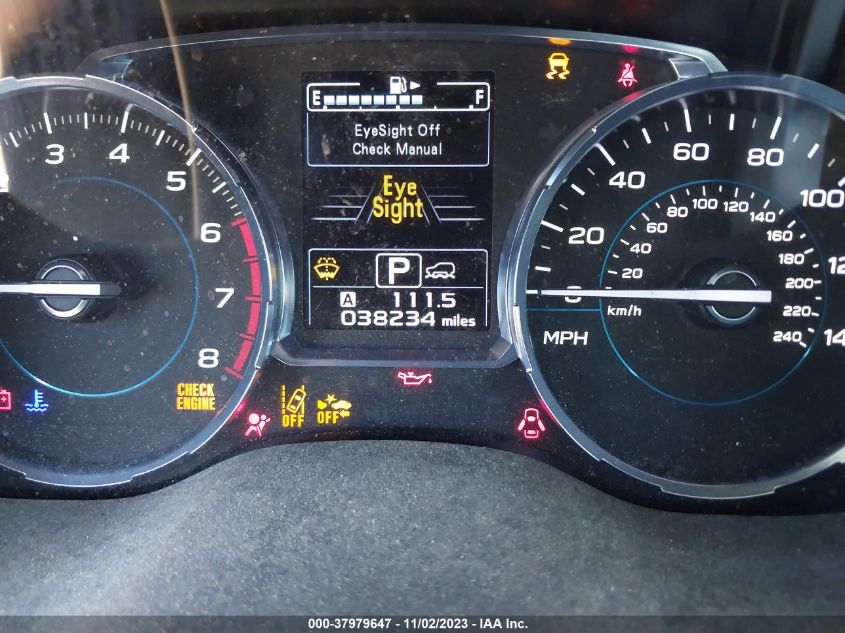 E F
EyeSight Off
Check Manual
Eye
Sight
P
A 111.5
038234 miles
3 4 5 6 7 8
CHECK
ENGINE
OFF
OFF
0 20 40 60 80 100
20 40 60 80 100 120 140 160 180 200 220 240
km/h
MPH
000-37979647 - 11/02/2023 - IAA Inc.